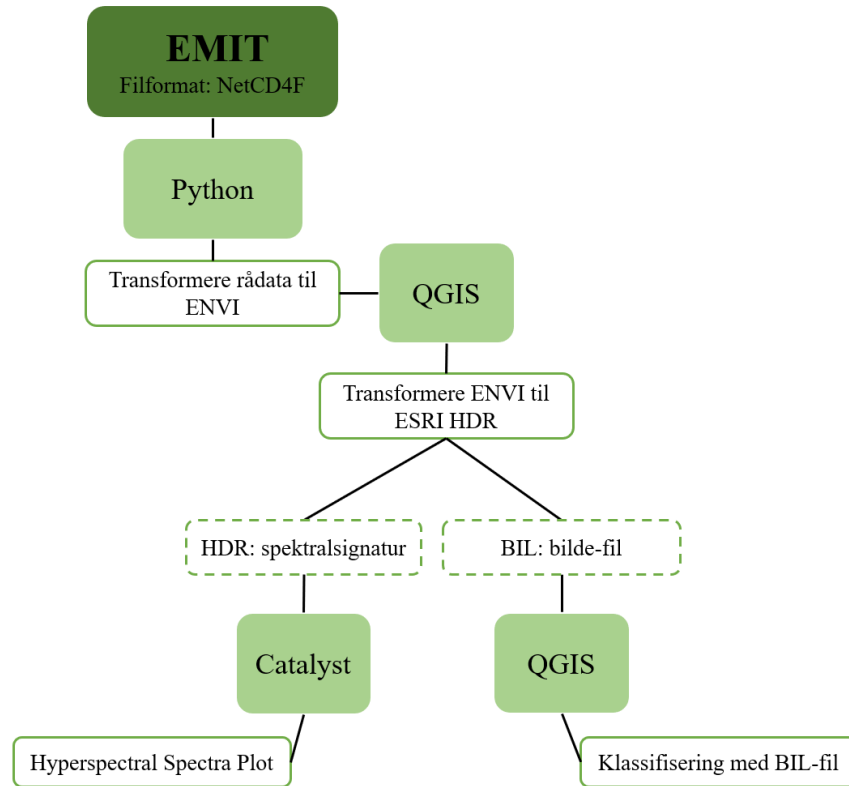 EMIT
Filformat: NetCD4F
Python
Transformere rådata til
ENVI
QGIS
Transformere ENVI til
ESRI HDR
HDR: spektralsignatur
BIL: bilde-fil
Catalyst
QGIS
Hyperspectral Spectra Plot
Klassifisering med BIL-fil